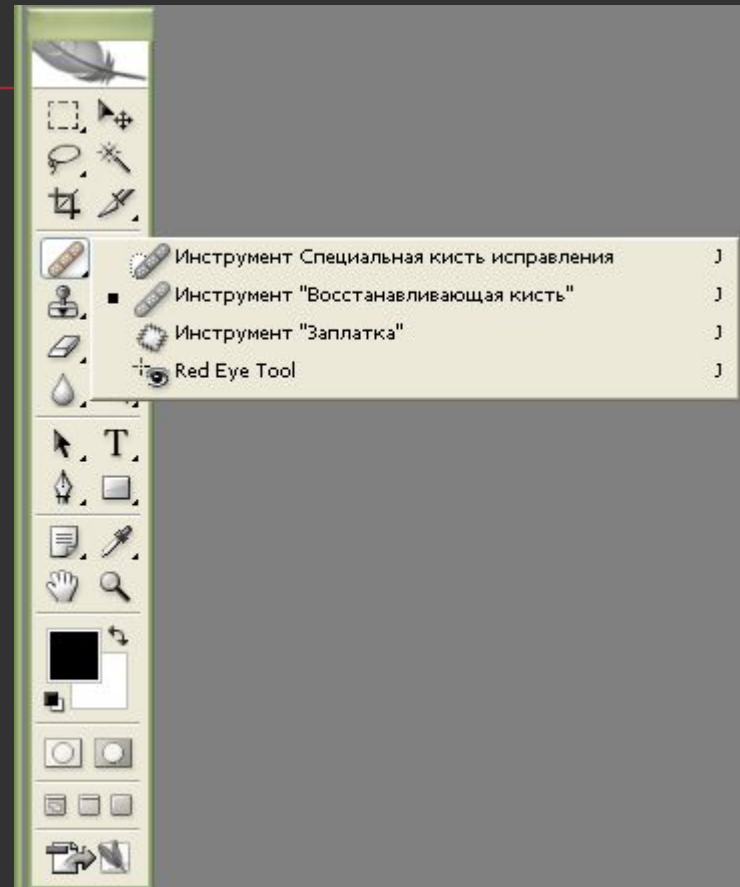 Инструмент Специальная кисть исправления J
Инструмент "Восстанавливающая кисть" J
Инструмент "Заплатка" J
Red Eye Tool J
T